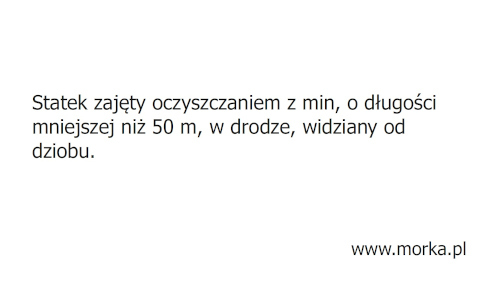 Statek zajęty oczyszczaniem z min, o długości
mniejszej niż 50 m, w drodze, widziany od
dziobu.
www.morka.pl